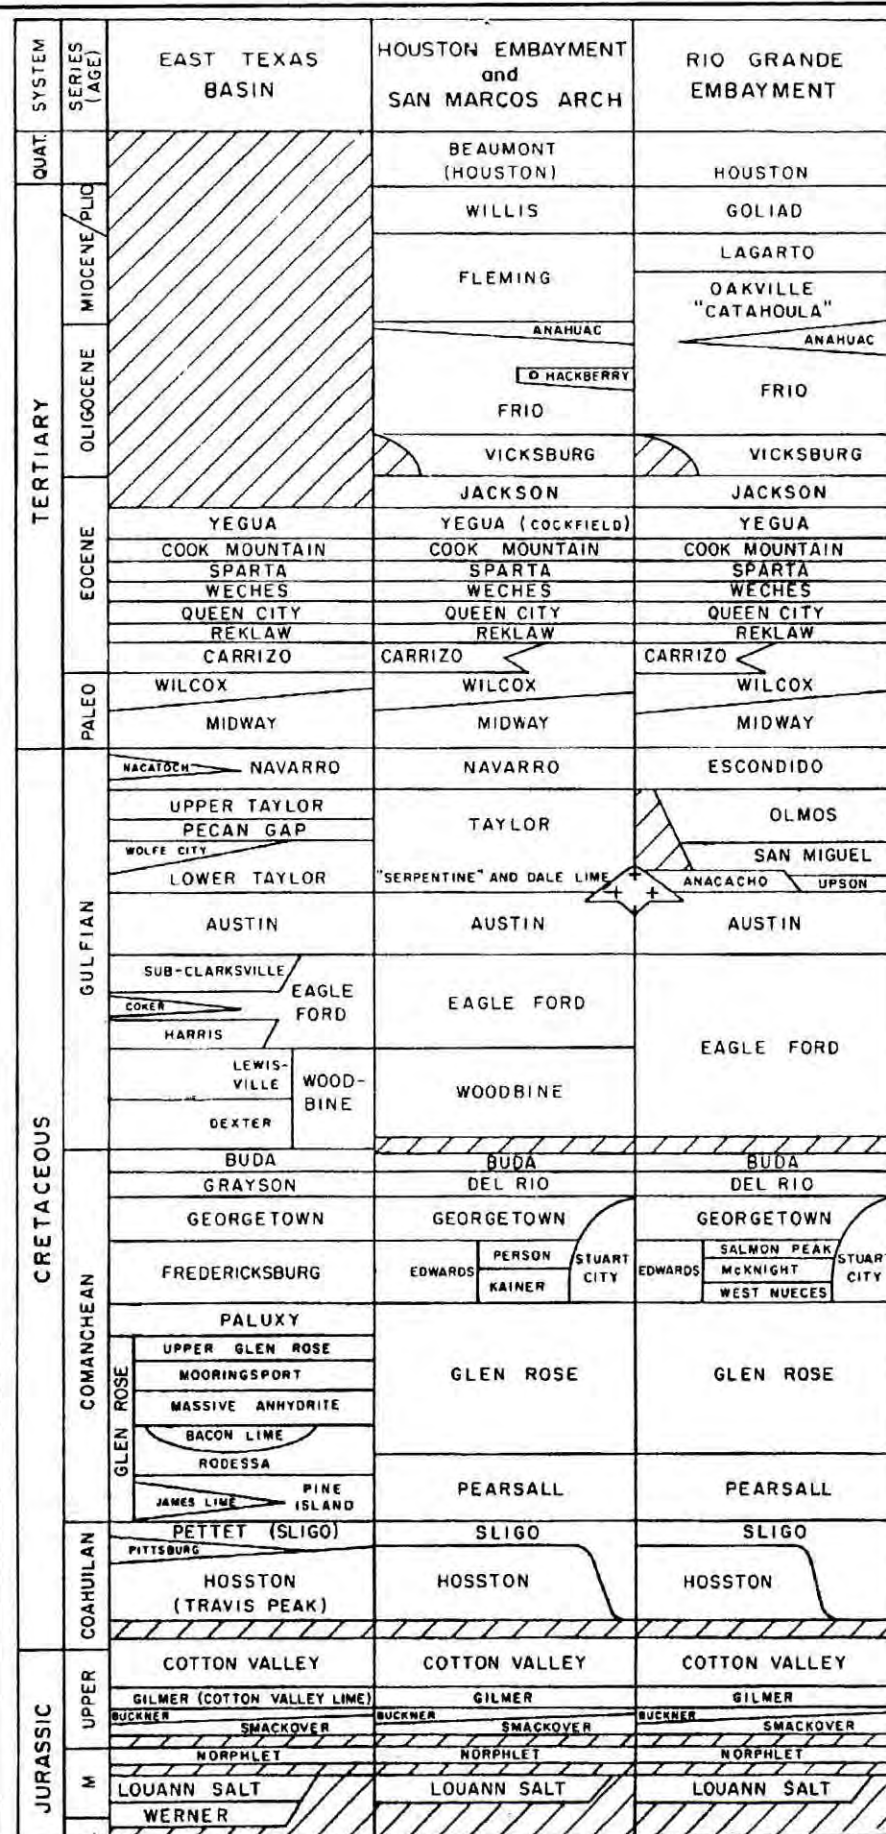 SYSTEM
SERIES
(AGE)
EAST TEXAS
BASIN
HOUSTON EMBAYMENT
and
SAN MARCOS ARCH
RIO GRANDE
EMBAYMENT
QUAT.
BEAUMONT
(HOUSTON)
HOUSTON
TERTIARY
PLIO
WILLIS
GOLIAD
MIOCENE
FLEMING
LAGARTO
OAKVILLE
"CATAHOULA"
OLIGOCENE
ANAHUAC
ANAHUAC
HACKBERRY
FRIO
FRIO
VICKSBURG
VICKSBURG
EOCENE
JACKSON
JACKSON
YEGUA
YEGUA (COCKFIELD)
YEGUA
COOK MOUNTAIN
COOK MOUNTAIN
COOK MOUNTAIN
SPARTA
SPARTA
SPARTA
WECHES
WECHES
WECHES
QUEEN CITY
QUEEN CITY
QUEEN CITY
REKLAW
REKLAW
REKLAW
CARRIZO
CARRIZO
CARRIZO
PALEO
WILCOX
WILCOX
WILCOX
MIDWAY
MIDWAY
MIDWAY
CRETACEOUS
GULFIAN
NACATOCH
NAVARRO
NAVARRO
ESCONDIDO
UPPER TAYLOR
PECAN GAP
WOLFE CITY
LOWER TAYLOR
TAYLOR
"SERPENTINE" AND DALE LIME
OLMOS
SAN MIGUEL
ANACACHO
UPSON
AUSTIN
AUSTIN
AUSTIN
SUB-CLARKSVILLE
COKER
HARRIS
EAGLE
FORD
EAGLE FORD
EAGLE FORD
LEWIS-
VILLE
DEXTER
WOOD-
BINE
WOODBINE
COMANCHEAN
BUDA
BUDA
BUDA
GRAYSON
DEL RIO
DEL RIO
GEORGETOWN
GEORGETOWN
GEORGETOWN
FREDERICKSBURG
EDWARDS
PERSON
KAINER
STUART
CITY
EDWARDS
SALMON PEAK
McKNIGHT
WEST NUECES
STUART
CITY
PALUXY
GLEN ROSE
UPPER GLEN ROSE
MOORINGSPORT
MASSIVE ANHYDRITE
BACON LIME
RODESSA
JAMES LIME
PINE
ISLAND
GLEN ROSE
GLEN ROSE
PEARSALL
PEARSALL
COAHUILAN
PETTET (SLIGO)
SLIGO
SLIGO
PITTSBURG
HOSSTON
(TRAVIS PEAK)
HOSSTON
HOSSTON
JURASSIC
UPPER
COTTON VALLEY
COTTON VALLEY
COTTON VALLEY
GILMER (COTTON VALLEY LIME)
GILMER
GILMER
BUCKNER
BUCKNER
BUCKNER
SMACKOVER
SMACKOVER
SMACKOVER
M
NORPHLET
NORPHLET
NORPHLET
LOUANN SALT
LOUANN SALT
LOUANN SALT
WERNER